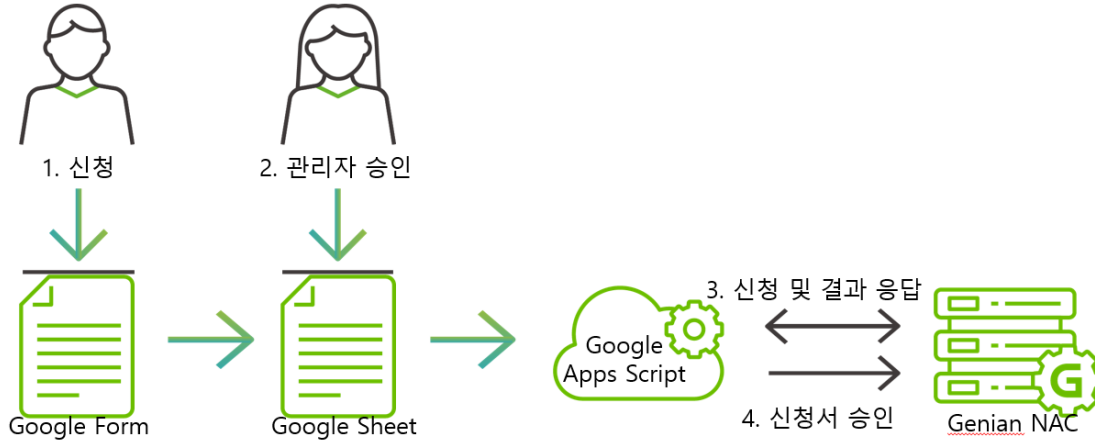 1. 신청
2. 관리자 승인
3. 신청 및 결과 응답
Google
Apps Script
4. 신청서 승인
G
Google Form
Google Sheet
Genian NAC